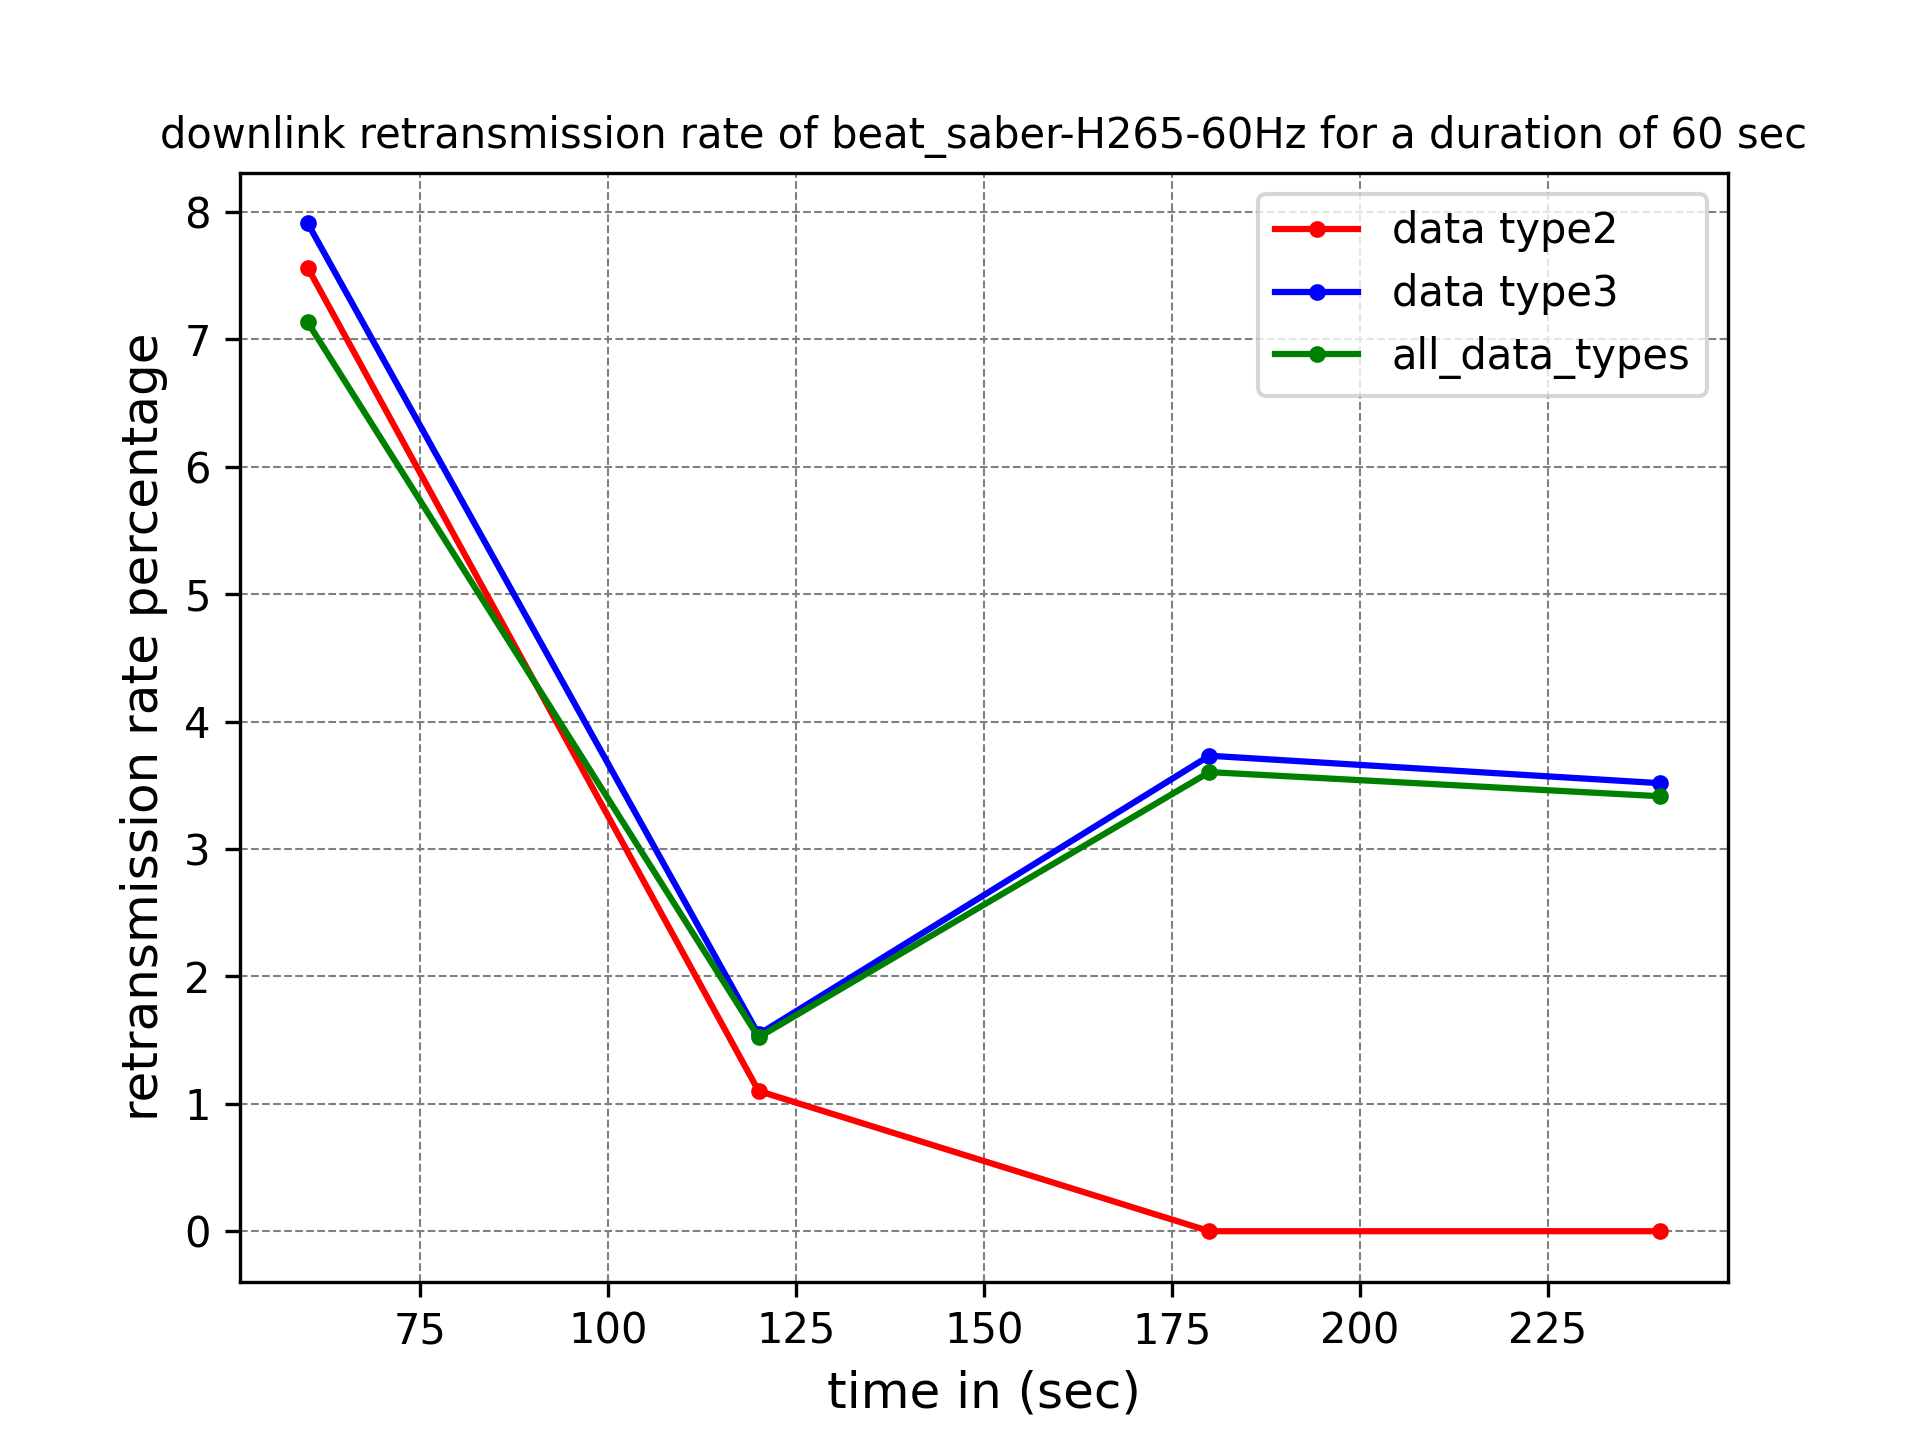 downlink retransmission rate of beat_saber-H265-60Hz for a duration of 60 sec
data type2
data type3
all_data_types
retransmission rate percentage
8
7
6
5
4
3
2
1
0
75 100 125 150 175 200 225
time in (sec)